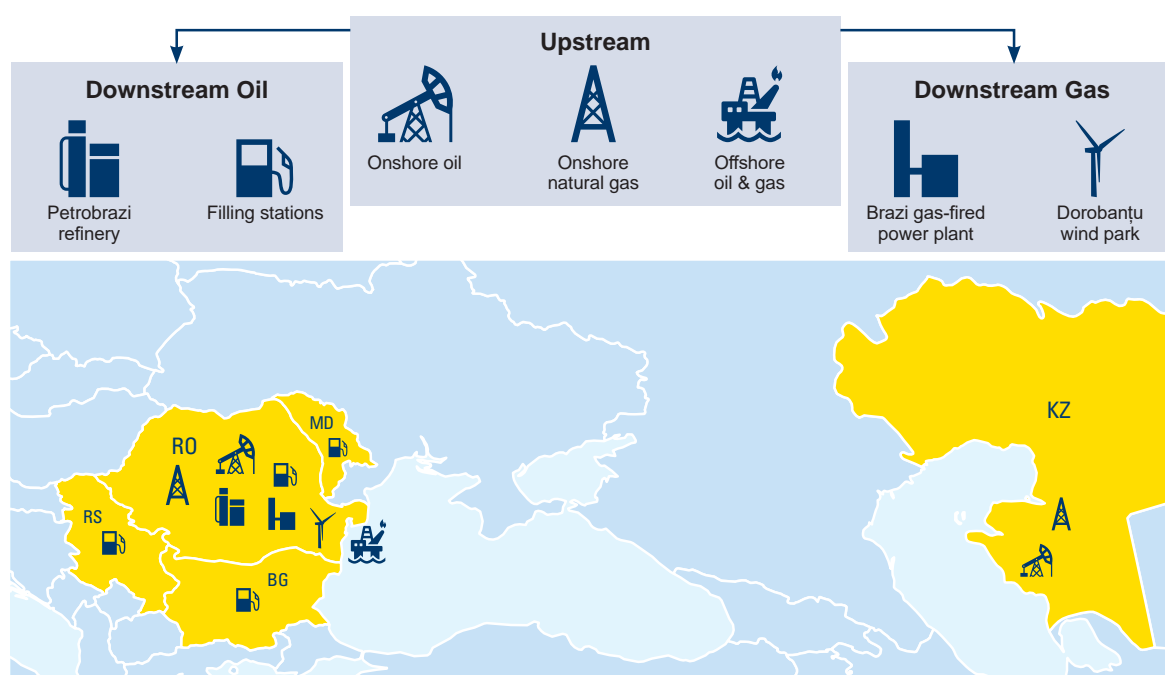 Upstream
Downstream Oil
Downstream Gas
Onshore oil
Onshore
natural gas
Offshore
oil & gas
Petrobrazi
refinery
Filling stations
Brazi gas-fired
power plant
Dorobanțu
wind park
KZ
MD
RO
RS
BG